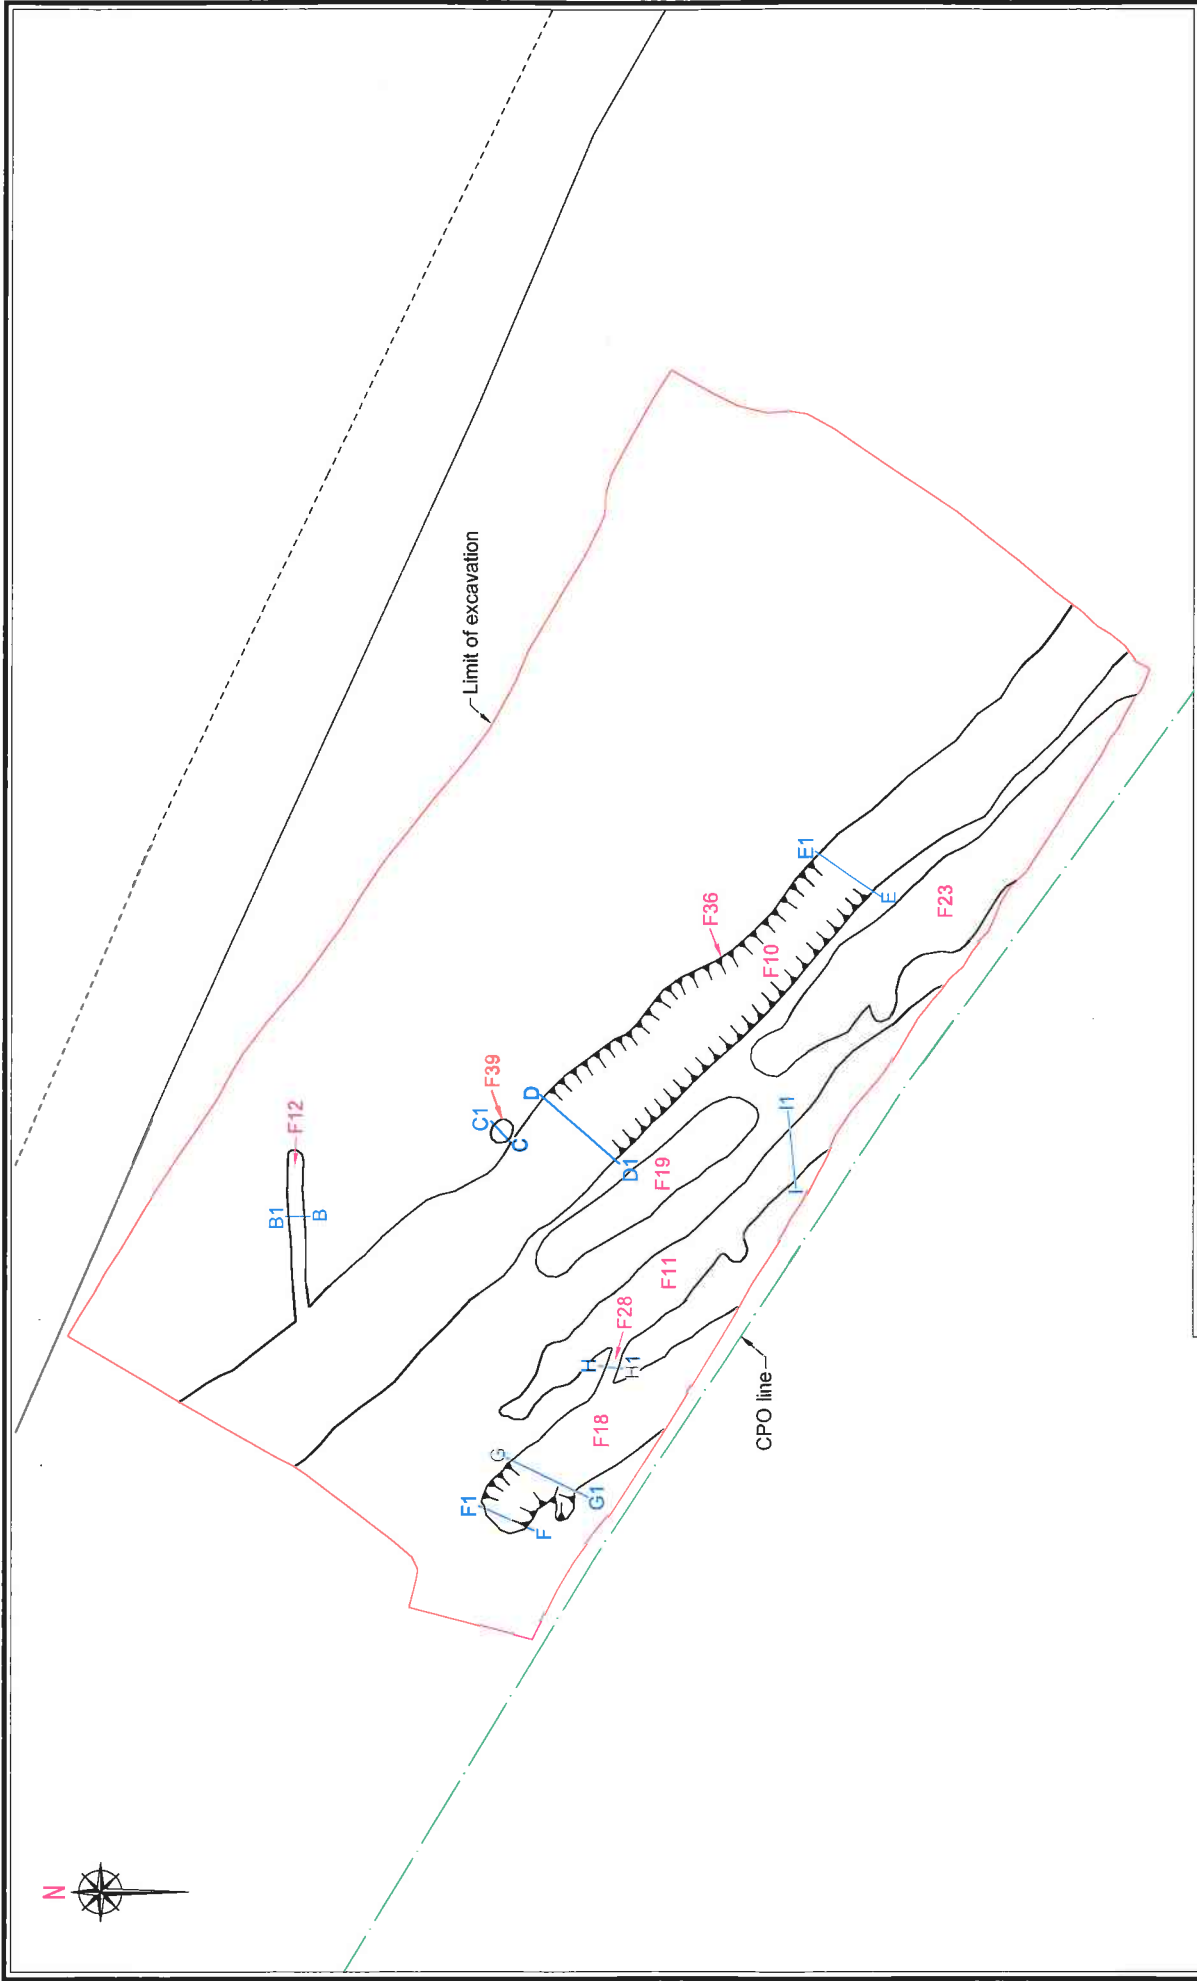 N
Limit of excavation
F12
B1
B
C1
C
F39
D
D1
F36
F10
E1
E
F23
F19
F11
I1
I
F28
H
H1
F18
G
G1
F1
F
CPO line